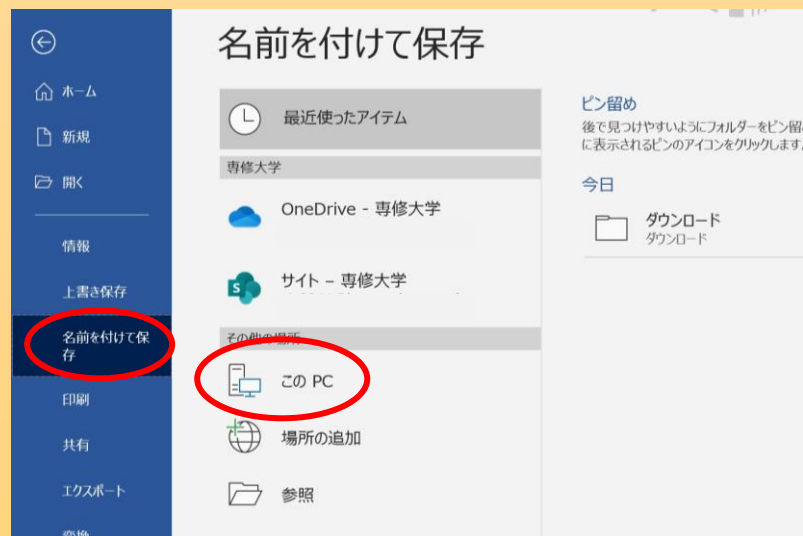 名前を付けて保存
ホーム
新規
開く
情報
上書き保存
名前を付けて保
存
印刷
共有
エクスポート
変換
最近使ったアイテム
専修大学
OneDrive - 専修大学
サイト – 専修大学
その他の場所
この PC
場所の追加
参照
ピン留め
後で見つけやすいようにフォルダーをピン留め
に表示されるピンのアイコンをクリックします。
今日
ダウンロード
ダウンロード